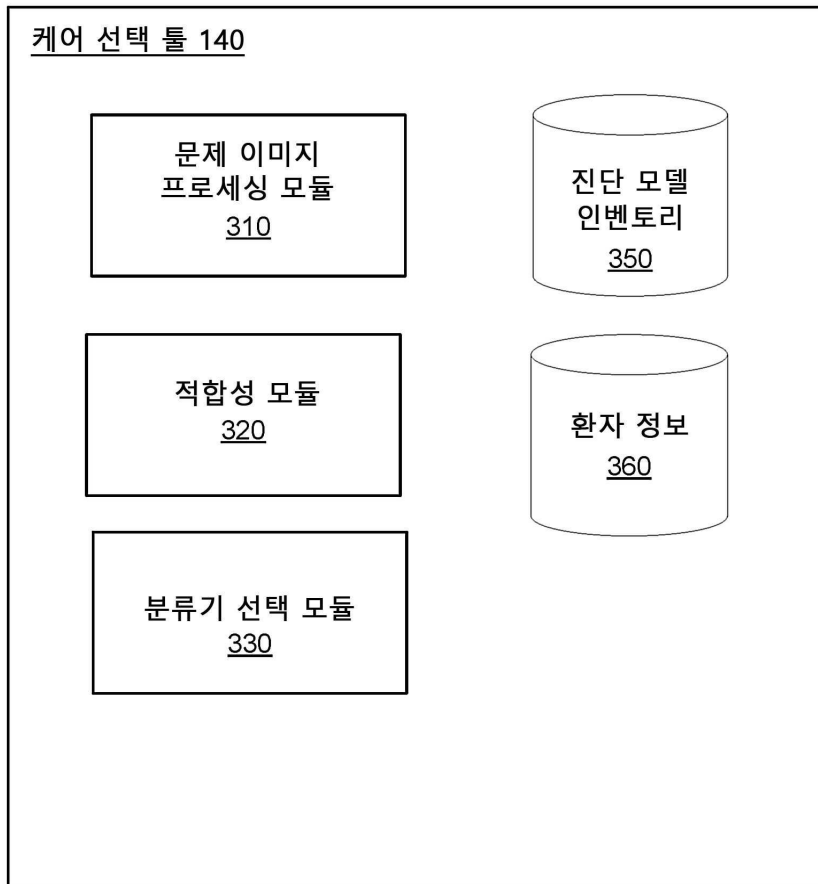 케어 선택 툴 140
문제 이미지
프로세싱 모듈
310
적합성 모듈
320
분류기 선택 모듈
330
진단 모델
인벤토리
350
환자 정보
360